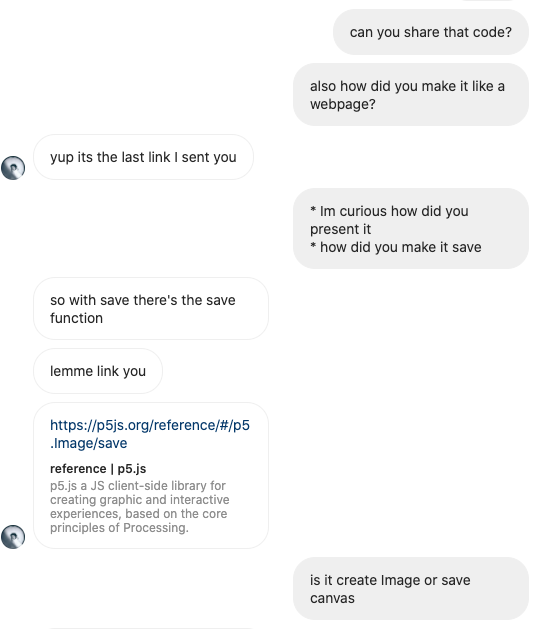 can you share that code?
also how did you make it like a
webpage?
yup its the last link I sent you
* Im curious how did you
present it
* how did you make it save
so with save there's the save
function
lemme link you
https://p5js.org/reference/#/p5
.Image/save
reference | p5.js
p5.js a JS client-side library for
creating graphic and interactive
experiences, based on the core
principles of Processing.
is it create Image or save
canvas